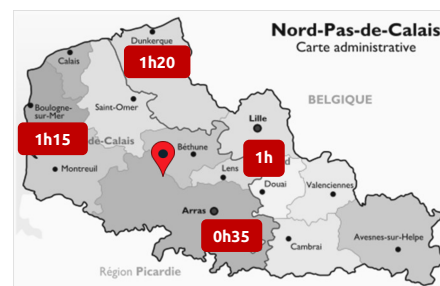 Nord-Pas-de-Calais
Carte administrative
Dunkerque
Calais
1h20
BELGIQUE
Saint-Omer
Boulogne-
sur-Mer
Lille
1h15
de-Calais
Béthune
1h
Montreuil
Lens
Douai
Valenciennes
Arras
0h35
Cambrai
Avesnes-sur-Helpe
Région Picardie